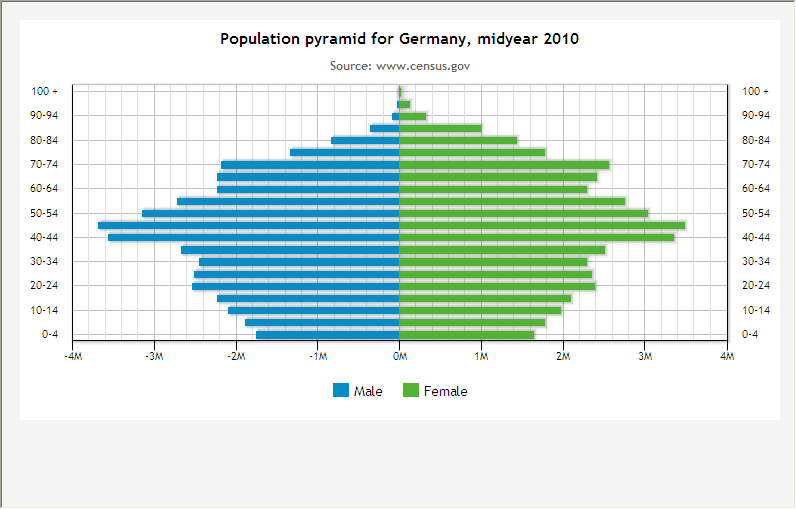 Population pyramid for Germany, midyear 2010
Source: www.census.gov
100 + 100 +
90-94 90-94
80-84 80-84
70-74 70-74
60-64 60-64
50-54 50-54
40-44 40-44
30-34 30-34
20-24 20-24
10-14 10-14
0-4 0-4
-4M -3M -2M -1M 0M 1M 2M 3M 4M
Male Female